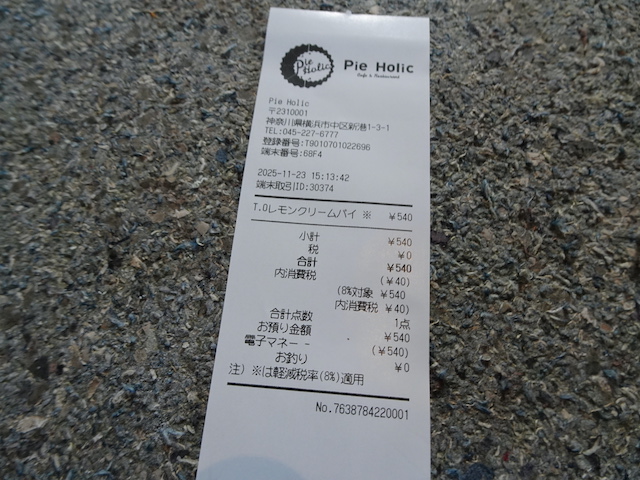 Pie Holic
Pie Holic
Cafe & Restaurant
Pie Holic
〒2310001
神奈川県横浜市中区新港1-3-1
TEL:045-227-6777
登録番号:T9010701022696
端末番号:68F4
2025-11-23 15:13:42
端末取引ID:30374
T.Oレモンクリームパイ ※ ¥540
小計 ¥540
税 ¥0
合計 ¥540
内消費税 (¥40)
(8%対象 ¥540
内消費税 ¥40)
合計点数 1点
お預り金額 ¥540
電子マネー - (¥540)
お釣り ¥0
注) ※は軽減税率(8%)適用
No.7638784220001